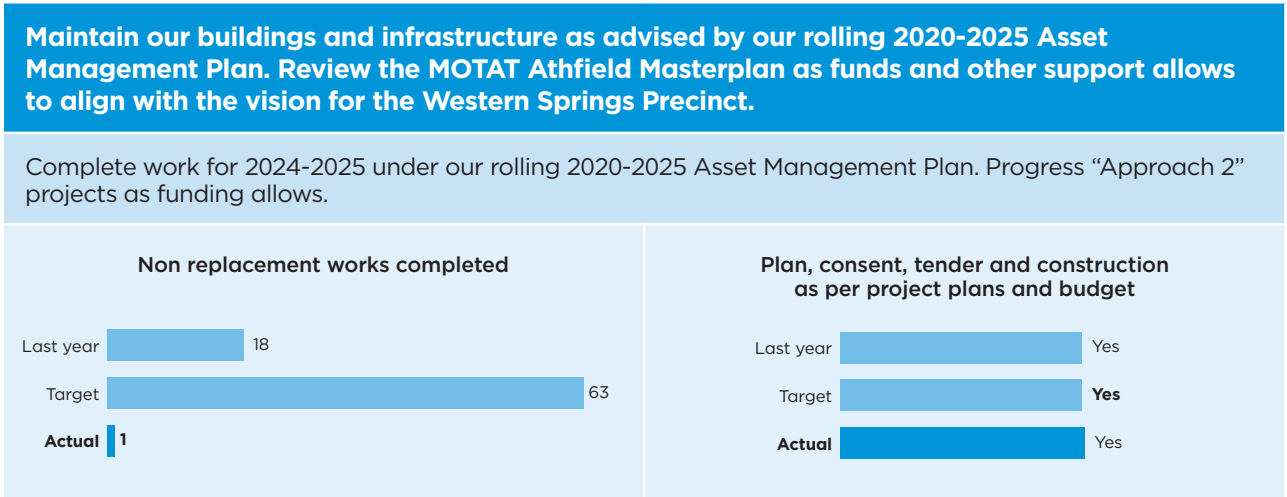 Maintain our buildings and infrastructure as advised by our rolling 2020-2025 Asset
Management Plan. Review the MOTAT Athfield Masterplan as funds and other support allows
to align with the vision for the Western Springs Precinct.
Complete work for 2024-2025 under our rolling 2020-2025 Asset Management Plan. Progress “Approach 2”
projects as funding allows.
Non replacement works completed
Last year 18
Target 63
Actual 1
Plan, consent, tender and construction
as per project plans and budget
Last year Yes
Target Yes
Actual Yes